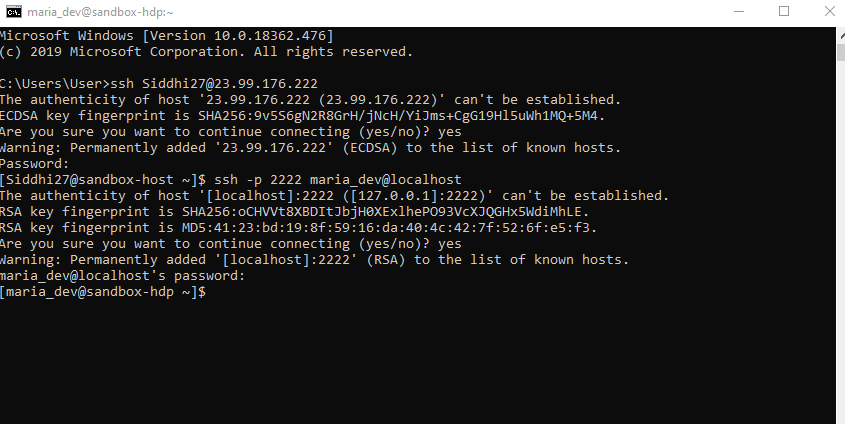 maria_dev@sandbox-hdp:~
Microsoft Windows [Version 10.0.18362.476]
(c) 2019 Microsoft Corporation. All rights reserved.
C:\Users\User>ssh Siddhi27@23.99.176.222
The authenticity of host '23.99.176.222 (23.99.176.222)' can't be established.
ECDSA key fingerprint is SHA256:9v5S6gN2R8GrH/jNcH/YiJms+CgG19Hl5uWh1MQ+5M4.
Are you sure you want to continue connecting (yes/no)? yes
Warning: Permanently added '23.99.176.222' (ECDSA) to the list of known hosts.
Password:
[Siddhi27@sandbox-host ~]$ ssh -p 2222 maria_dev@localhost
The authenticity of host '[localhost]:2222 ([127.0.0.1]:2222)' can't be established.
RSA key fingerprint is SHA256:oCHVVt8XBDItJbjH0XExlhePO93VcXJQGHx5WdiMhLE.
RSA key fingerprint is MD5:41:23:bd:19:8f:59:16:da:40:4c:42:7f:52:6f:e5:f3.
Are you sure you want to continue connecting (yes/no)? yes
Warning: Permanently added '[localhost]:2222' (RSA) to the list of known hosts.
maria_dev@localhost's password:
[maria_dev@sandbox-hdp ~]$